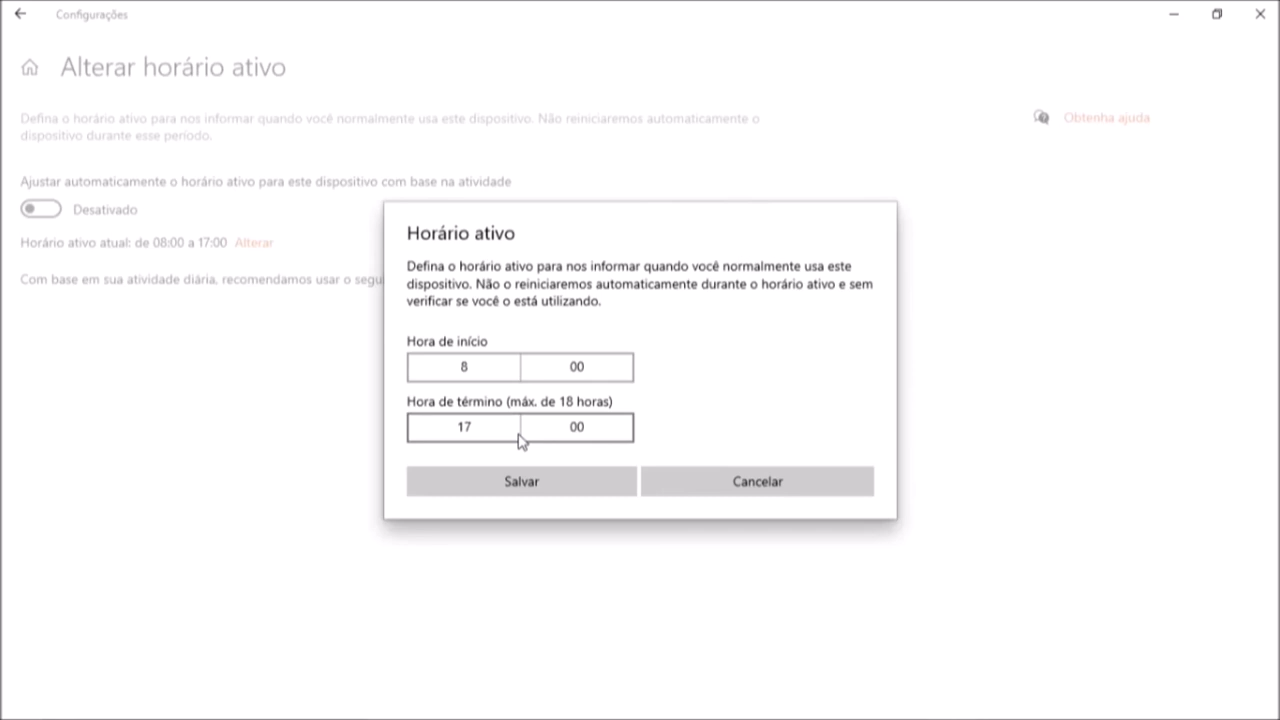 Configurações
Alterar horário ativo
Defina o horário ativo para nos informar quando você normalmente usa este dispositivo. Não reiniciaremos automaticamente o
dispositivo durante esse período.
Obtenha ajuda
Ajustar automaticamente o horário ativo para este dispositivo com base na atividade
Desativado
Horário ativo atual: de 08:00 a 17:00 Alterar
Com base em sua atividade diária, recomendamos usar o segu
Horário ativo
Defina o horário ativo para nos informar quando você normalmente usa este
dispositivo. Não o reiniciaremos automaticamente durante o horário ativo e sem
verificar se você o está utilizando.
Hora de início
8 00
Hora de término (máx. de 18 horas)
17 00
Salvar Cancelar